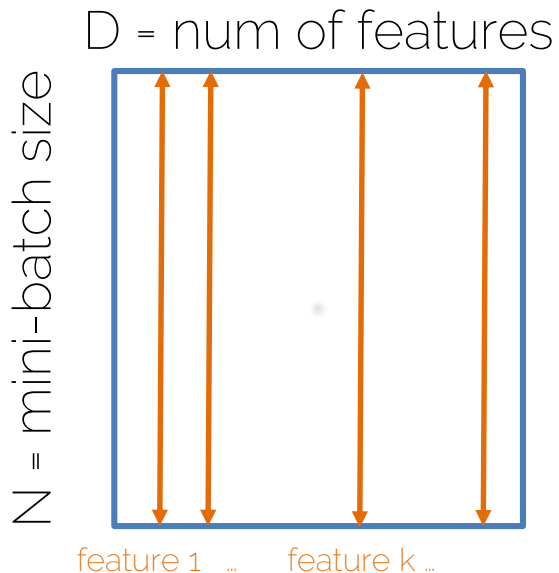 D = num of features
N = mini-batch size
feature 1 ... feature k ...